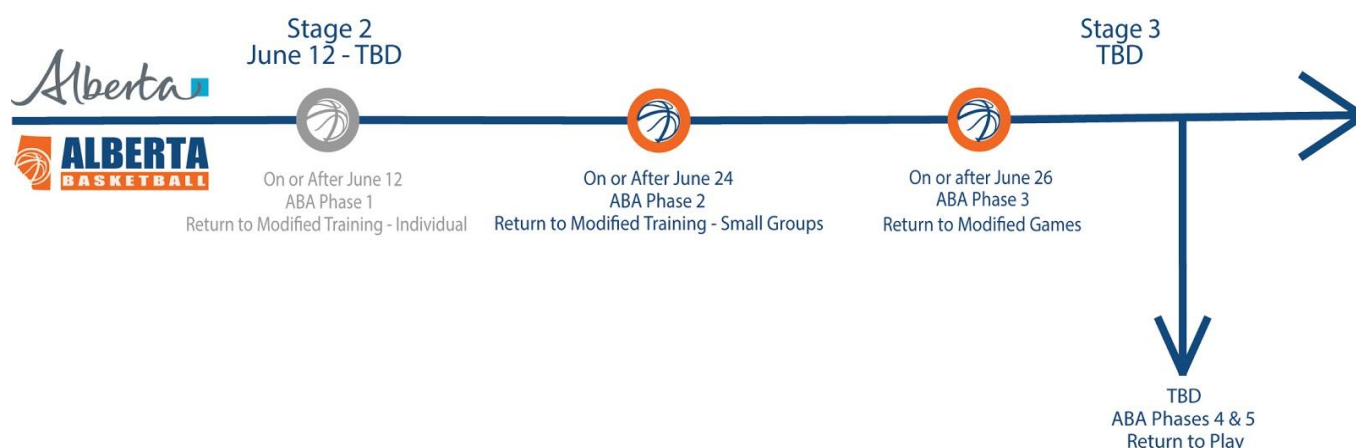 Stage 2
June 12 - TBD
Stage 3
TBD
Alberta
ALBERTA
BASKETBALL
On or After June 12
ABA Phase 1
Return to Modified Training - Individual
On or After June 24
ABA Phase 2
Return to Modified Training - Small Groups
On or after June 26
ABA Phase 3
Return to Modified Games
TBD
ABA Phases 4 & 5
Return to Play